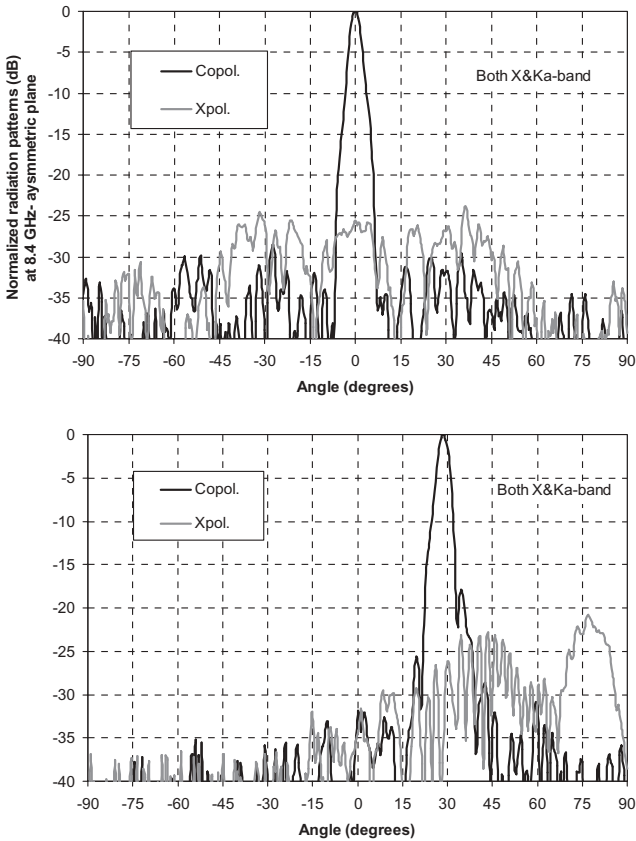 Normalized radiation patterns (dB)
at 8.4 GHz- aysmmetric plane
0
-5
-10
-15
-20
-25
-30
-35
-40
Copol.
Xpol.
Both X&Ka-band
-90 -75 -60 -45 -30 -15 0 15 30 45 60 75 90
Angle (degrees)
0
-5
-10
-15
-20
-25
-30
-35
-40
Copol.
Xpol.
Both X&Ka-band
-90 -75 -60 -45 -30 -15 0 15 30 45 60 75 90
Angle (degrees)